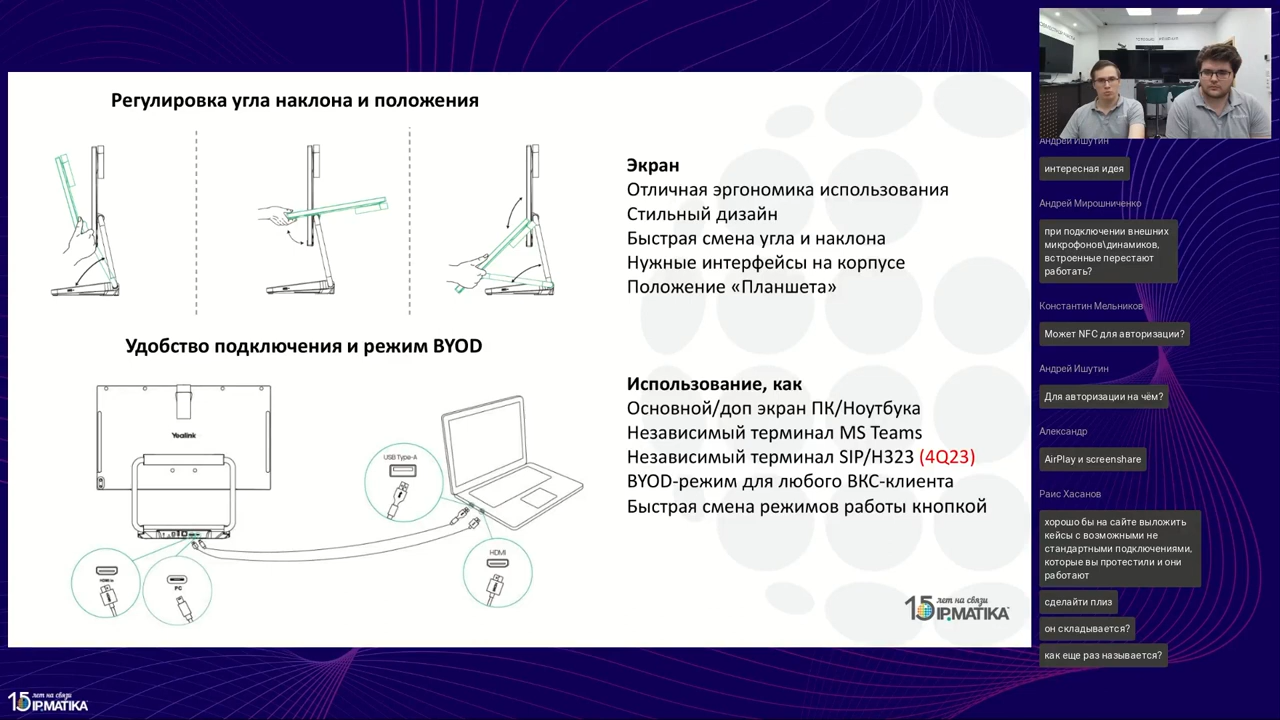 Регулировка угла наклона и положения
Экран
Отличная эргономика использования
Стильный дизайн
Быстрая смена угла и наклона
Нужные интерфейсы на корпусе
Положение «Планшета»
Удобство подключения и режим BYOD
Yealink
USB Type-A
HDMI
HDMI IN
PC
Использование, как
Основной/доп экран ПК/Ноутбука
Независимый терминал MS Teams
Независимый терминал SIP/H323 (4Q23)
BYOD-режим для любого ВКС-клиента
Быстрая смена режимов работы кнопкой
15 лет на связи
IPMATIKA
Андрей Ишутин
интересная идея
Андрей Мирошниченко
при подключении внешних
микрофонов\динамиков,
встроенные перестают
работать?
Константин Мельников
Может NFC для авторизации?
Андрей Ишутин
Для авторизации на чём?
Александр
AirPlay и screenshare
Раис Хасанов
хорошо бы на сайте выложить
кейсы с возможными не
стандартными подключениями,
которые вы протестили и они
работают
сделайти плиз
он складывается?
как еще раз называется?
15 лет на связи
IPMATIKA